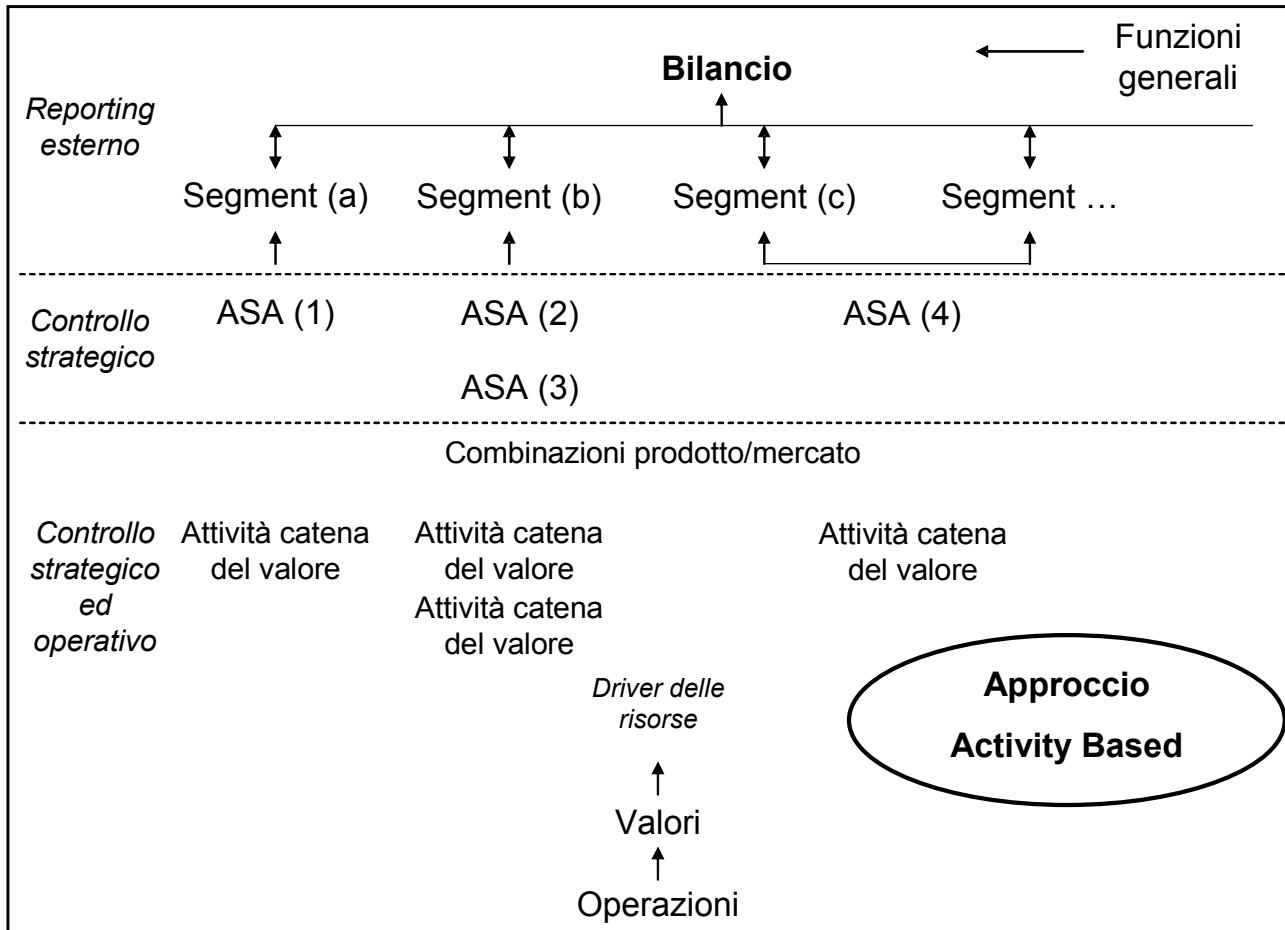 Funzioni
generali
Bilancio
Reporting
esterno
Segment (a) Segment (b) Segment (c) Segment …
Controllo
strategico
ASA (1) ASA (2) ASA (4)
ASA (3)
Combinazioni prodotto/mercato
Controllo
strategico
ed
operativo
Attività catena
del valore
Attività catena
del valore
Attività catena
del valore
Attività catena
del valore
Driver delle
risorse
Approccio
Activity Based
Valori
Operazioni